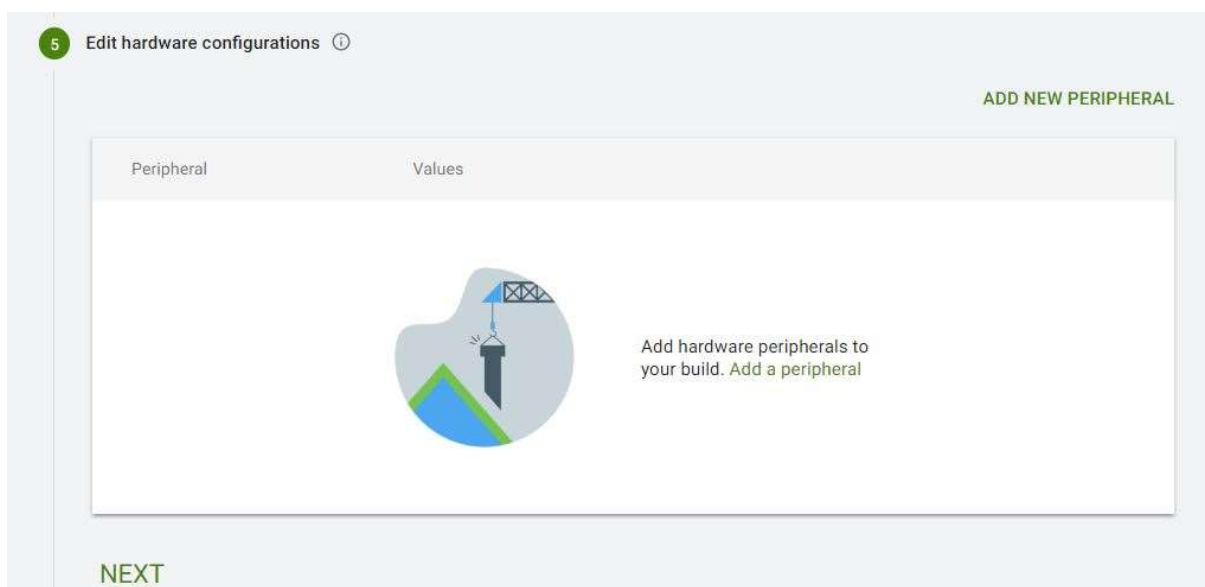 5 Edit hardware configurations
ADD NEW PERIPHERAL
Peripheral Values
Add hardware peripherals to
your build. Add a peripheral
NEXT